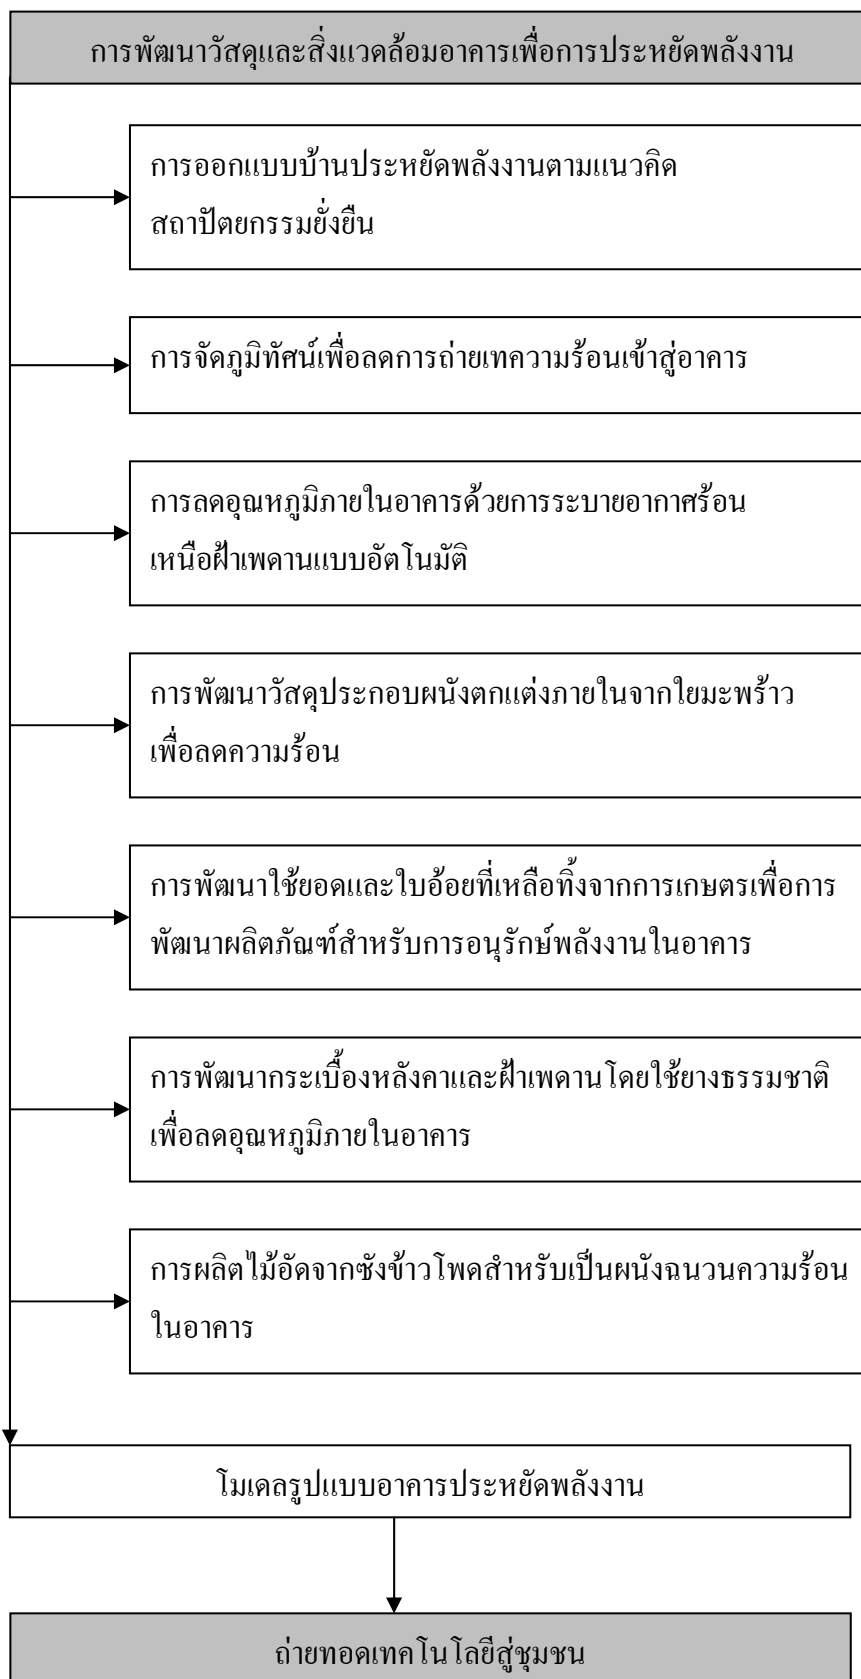 การพัฒนาวัสดุและสิ่งแวดล้อมอาคารเพื่อการประหยัดพลังงาน
การออกแบบบ้านประหยัดพลังงานตามแนวคิด
สถาปัตยกรรมยั่งยืน
การจัดภูมิทัศน์เพื่อลดการถ่ายเทความร้อนเข้าสู่อาคาร
การลดอุณหภูมิภายในอาคารด้วยการระบายอากาศร้อน
เหนือฝ้าเพดานแบบอัตโนมัติ
การพัฒนาวัสดุประกอบผนังตกแต่งภายในจากใยมะพร้าว
เพื่อลดความร้อน
การพัฒนาใช้ยอดและใบอ้อยที่เหลือทิ้งจากการเกษตรเพื่อการ
พัฒนาผลิตภัณฑ์สำหรับการอนุรักษ์พลังงานในอาคาร
การพัฒนากระเบื้องหลังคาและฝ้าเพดานโดยใช้ยางธรรมชาติ
เพื่อลดอุณหภูมิภายในอาคาร
การผลิตไม้อัดจากซังข้าวโพดสำหรับเป็นผนังฉนวนความร้อน
ในอาคาร
โมเดลรูปแบบอาคารประหยัดพลังงาน
ถ่ายทอดเทคโนโลยีสู่ชุมชน